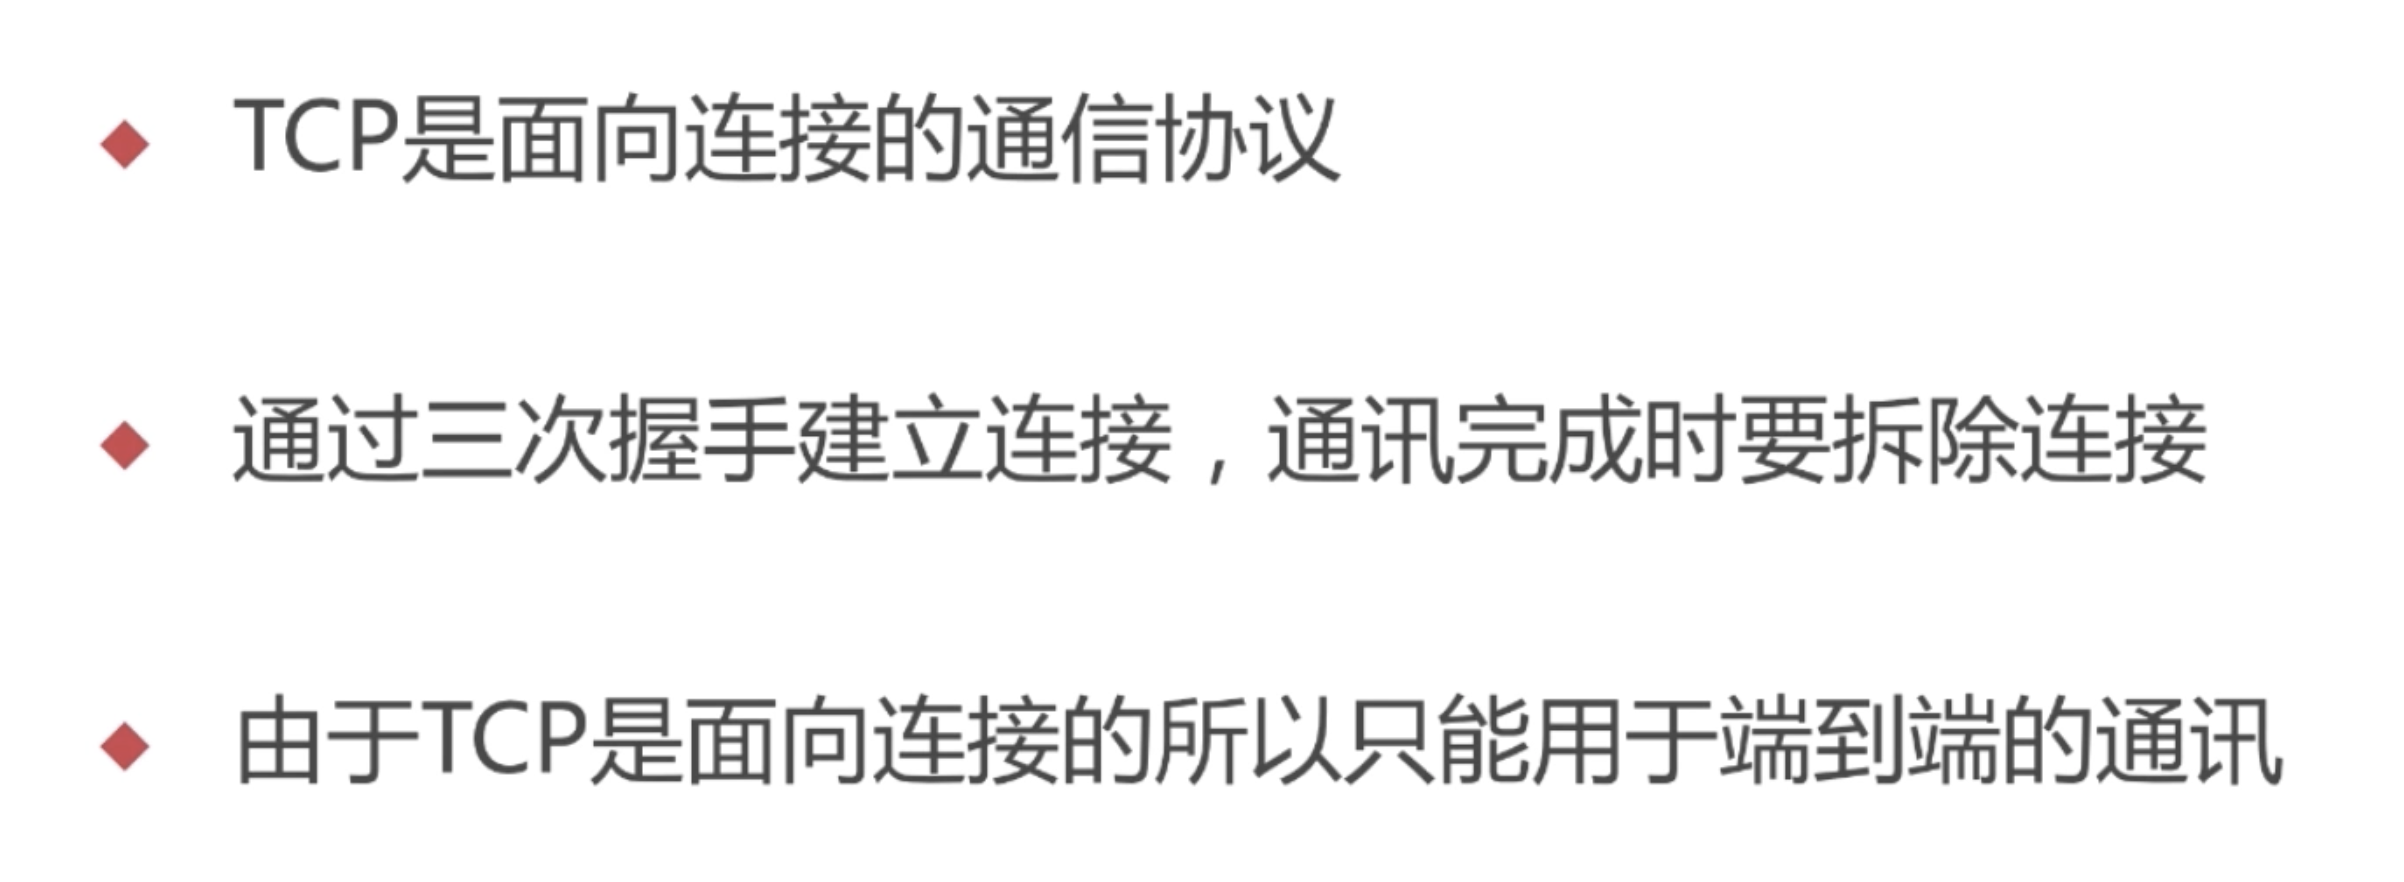 TCP是面向连接的通信协议
通过三次握手建立连接，通讯完成时要拆除连接
由于TCP是面向连接的所以只能用于端到端的通讯